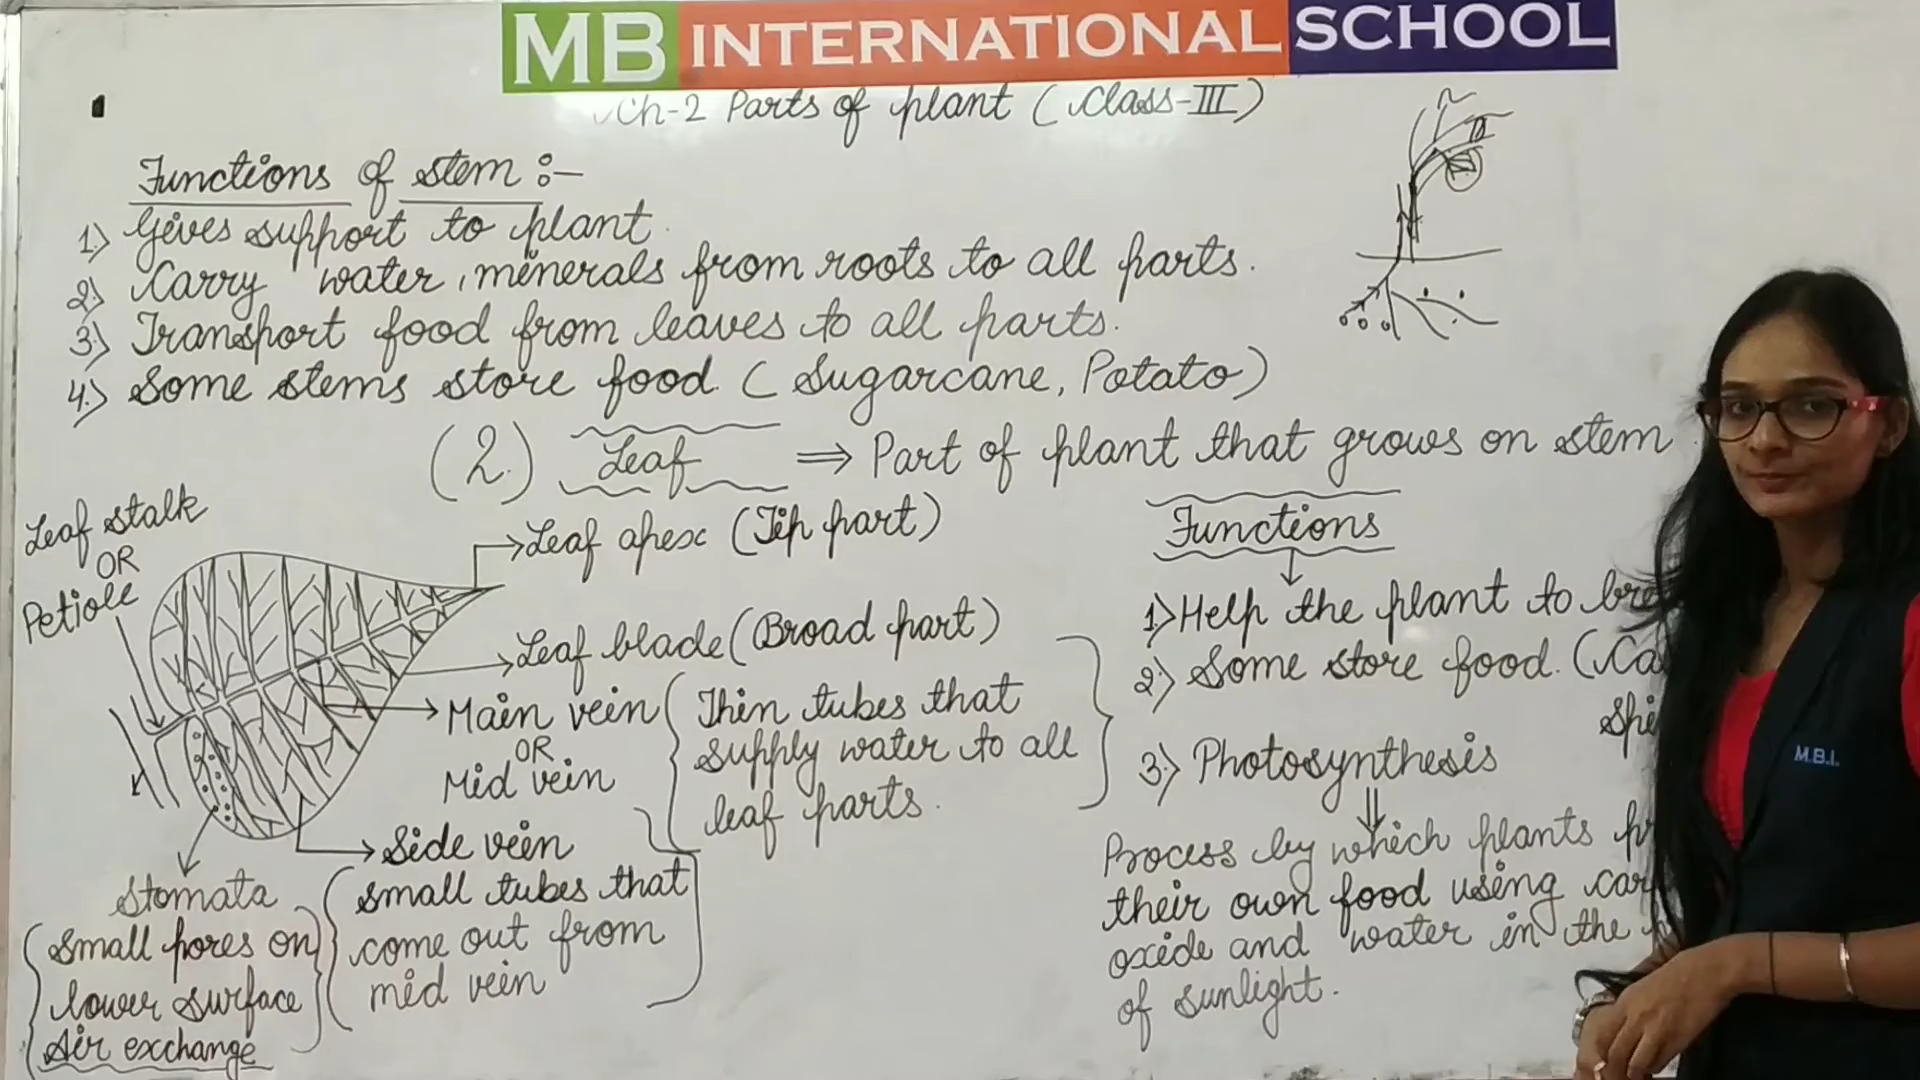 MB INTERNATIONAL SCHOOL
Ch-2 Parts of plant (Class-III)
Functions of stem :-
1.) Gives support to plant.
2.) Carry water, minerals from roots to all parts.
3.) Transport food from leaves to all parts.
4.) Some stems store food. (Sugarcane, Potato)
(2.) Leaf ⇒ Part of plant that grows on stem
Leaf stalk
OR
Petiole
Leaf apex (Tip part)
Leaf blade (Broad part)
Main vein
OR
Mid vein
Thin tubes that
supply water to all
leaf parts.
Side vein
small tubes that
come out from
mid vein
Stomata
small pores on
lower surface
Air exchange
Functions
1.) Help the plant to
2.) Some store food.
3.) Photosynthesis
Process by which plants
their own food using
oxide and water in the
of sunlight.
M.B.I.